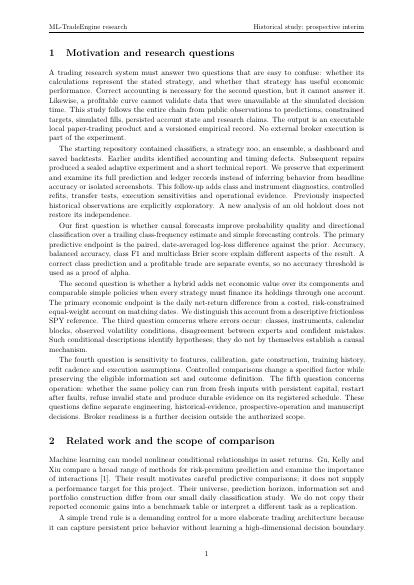 ML-TradeEngine research
Historical study: prospective interim
1 Motivation and research questions
A trading research system must answer two questions that are easy to confuse: whether its
calculations represent the stated strategy, and whether that strategy has useful economic
performance. Correct accounting is necessary for the second question, but it cannot answer it.
Likewise, a profitable curve cannot validate data that were unavailable at the simulated decision
time. This study follows the entire chain from public observations to predictions, constrained
targets, simulated fills, persisted account state and research claims. The output is an executable
local paper-trading product and a versioned empirical record. No external broker execution is
part of the experiment.
The starting repository contained classifiers, a strategy zoo, an ensemble, a dashboard and
saved backtests. Earlier audits identified accounting and timing defects. Subsequent repairs
produced a sealed adaptive experiment and a short technical report. We preserve that experiment
and examine its full prediction and ledger records instead of inferring behavior from headline
accuracy or isolated screenshots. This follow-up adds class and instrument diagnostics, controlled
refits, transfer tests, execution sensitivities and operational evidence. Previously inspected
historical observations are explicitly exploratory. A new analysis of an old holdout does not
restore its independence.
Our first question is whether causal forecasts improve probability quality and directional
classification over a trailing class-frequency estimate and simple forecasting controls. The primary
predictive endpoint is the paired, date-averaged log-loss difference against the prior. Accuracy,
balanced accuracy, class F1 and multiclass Brier score explain different aspects of the result. A
correct class prediction and a profitable trade are separate events, so no accuracy threshold is
used as a proof of alpha.
The second question is whether a hybrid adds net economic value over its components and
comparable simple policies when every strategy must finance its holdings through one account.
The primary economic endpoint is the daily net-return difference from a costed, risk-constrained
equal-weight account on matching dates. We distinguish this account from a descriptive frictionless
SPY reference. The third question concerns where errors occur: classes, instruments, calendar
blocks, observed volatility conditions, disagreement between experts and confident mistakes.
Such conditional descriptions identify hypotheses; they do not by themselves establish a causal
mechanism.
The fourth question is sensitivity to features, calibration, gate construction, training history,
refit cadence and execution assumptions. Controlled comparisons change a specified factor while
preserving the eligible information set and outcome definition. The fifth question concerns
operation: whether the same policy can run from fresh inputs with persistent capital, restart
after faults, refuse invalid state and produce durable evidence on its registered schedule. These
questions define separate engineering, historical-evidence, prospective-operation and manuscript
decisions. Broker readiness is a further decision outside the authorized scope.
2 Related work and the scope of comparison
Machine learning can model nonlinear conditional relationships in asset returns. Gu, Kelly and
Xiu compare a broad range of methods for risk-premium prediction and examine the importance
of interactions [1]. Their result motivates careful predictive comparisons; it does not supply
a performance target for this project. Their universe, prediction horizon, information set and
portfolio construction differ from our small daily classification study. We do not copy their
reported economic gains into a benchmark table or interpret a different task as a replication.
A simple trend rule is a demanding control for a more elaborate trading architecture because
it can capture persistent price behavior without learning a high-dimensional decision boundary.
1